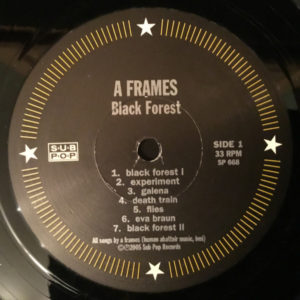 A FRAMES
Black Forest
SUB
POP
SIDE 1
33 RPM
SP 668
1. black forest I
2. experiment
3. galena
4. death train
5. flies
6. eva braun
7. black forest II
All songs by a frames (human abattoir music, bmi)
©℗2005 Sub Pop Records